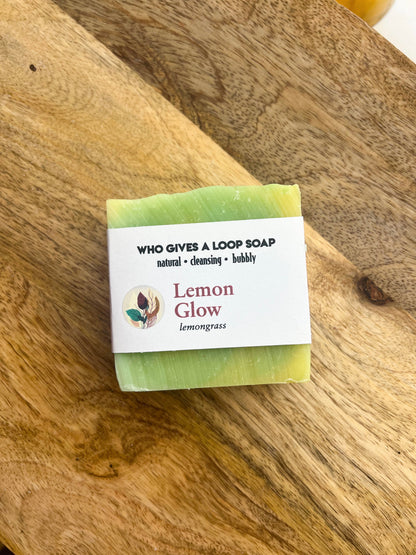 WHO GIVES A LOOP SOAP
natural • cleansing • bubbly
Lemon
Glow
lemongrass